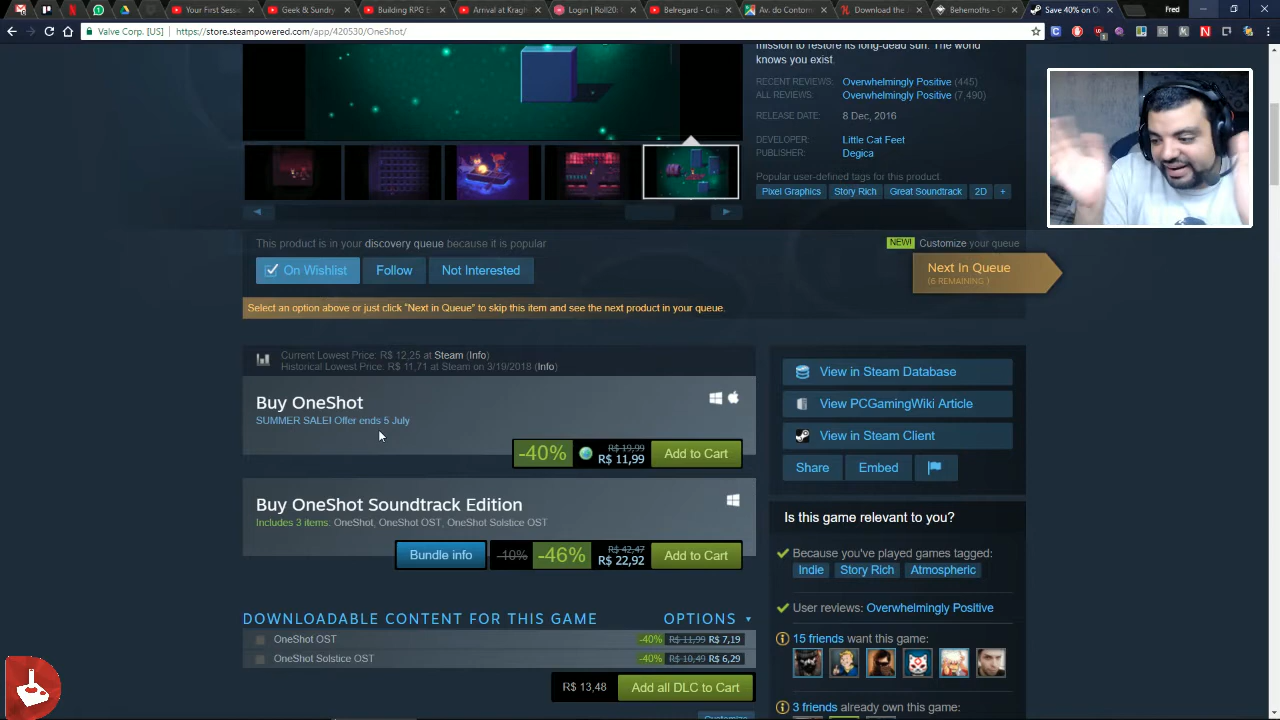 Your First Sess
Geek & Sundry
Building RPG E
Arrival at Kragh
Login | Roll20:
Belregard - Cri
Av. do Contorn
Download the
Behemoths - O
Save 40% on O
Fred
Valve Corp. [US] | https://store.steampowered.com/app/420530/OneShot/
mission to restore its long-dead sun. The world
knows you exist.
RECENT REVIEWS: Overwhelmingly Positive (445)
ALL REVIEWS: Overwhelmingly Positive (7,490)
RELEASE DATE: 8 Dec, 2016
DEVELOPER: Little Cat Feet
PUBLISHER: Degica
Popular user-defined tags for this product:
Pixel Graphics Story Rich Great Soundtrack 2D +
This product is in your discovery queue because it is popular
NEW! Customize your queue
On Wishlist Follow Not Interested
Next In Queue
(6 REMAINING )
Select an option above or just click "Next in Queue" to skip this item and see the next product in your queue.
Current Lowest Price: R$ 12,25 at Steam (Info)
Historical Lowest Price: R$ 11,71 at Steam on 3/19/2018 (Info)
Buy OneShot
SUMMER SALE! Offer ends 5 July
-40% R$ 19,99 R$ 11,99 Add to Cart
Buy OneShot Soundtrack Edition
Includes 3 items: OneShot, OneShot OST, OneShot Solstice OST
Bundle info -10% -46% R$ 42,47 R$ 22,92 Add to Cart
DOWNLOADABLE CONTENT FOR THIS GAME OPTIONS
OneShot OST -40% R$ 11,99 R$ 7,19
OneShot Solstice OST -40% R$ 10,49 R$ 6,29
R$ 13,48 Add all DLC to Cart
Customize
View in Steam Database
View PCGamingWiki Article
View in Steam Client
Share Embed
Is this game relevant to you?
Because you've played games tagged:
Indie Story Rich Atmospheric
User reviews: Overwhelmingly Positive
15 friends want this game:
3 friends already own this game: